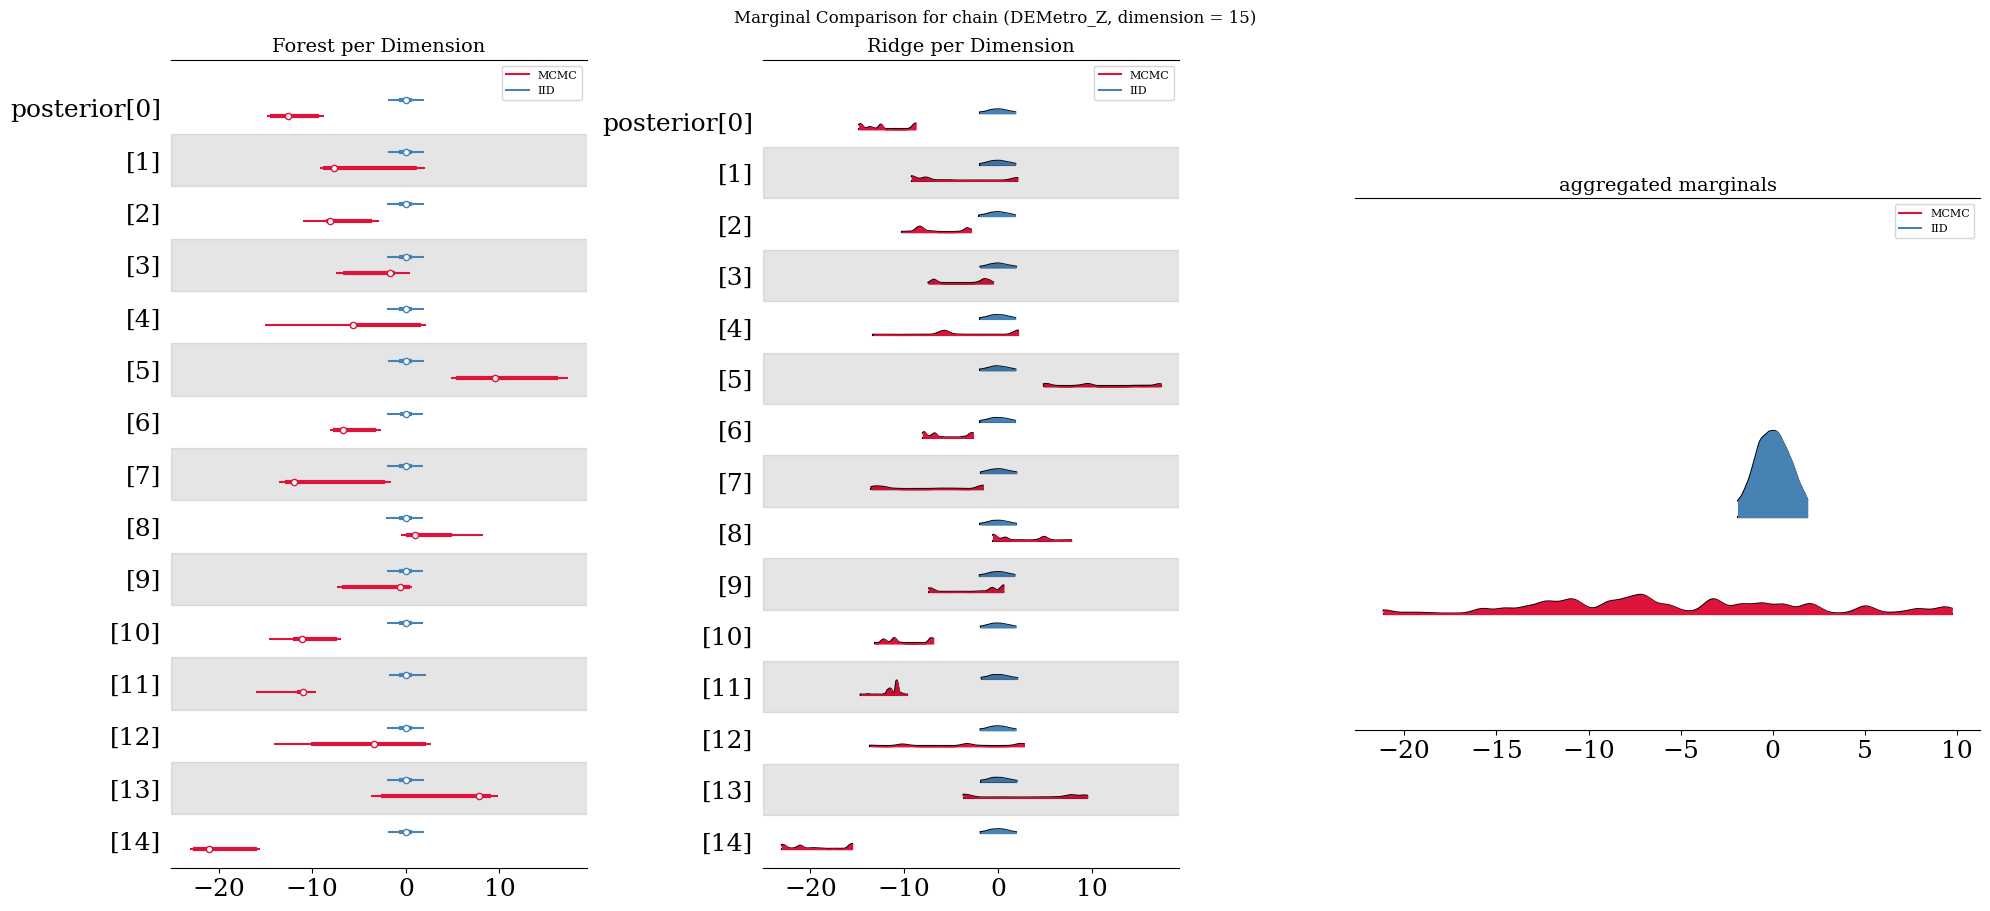 Marginal Comparison for chain (DEMetro_Z, dimension = 15)
Forest per Dimension
MCMC
IID
posterior[0]
[1]
[2]
[3]
[4]
[5]
[6]
[7]
[8]
[9]
[10]
[11]
[12]
[13]
[14]
−20 −10 0 10
Ridge per Dimension
MCMC
IID
posterior[0]
[1]
[2]
[3]
[4]
[5]
[6]
[7]
[8]
[9]
[10]
[11]
[12]
[13]
[14]
−20 −10 0 10
aggregated marginals
MCMC
IID
−20 −15 −10 −5 0 5 10